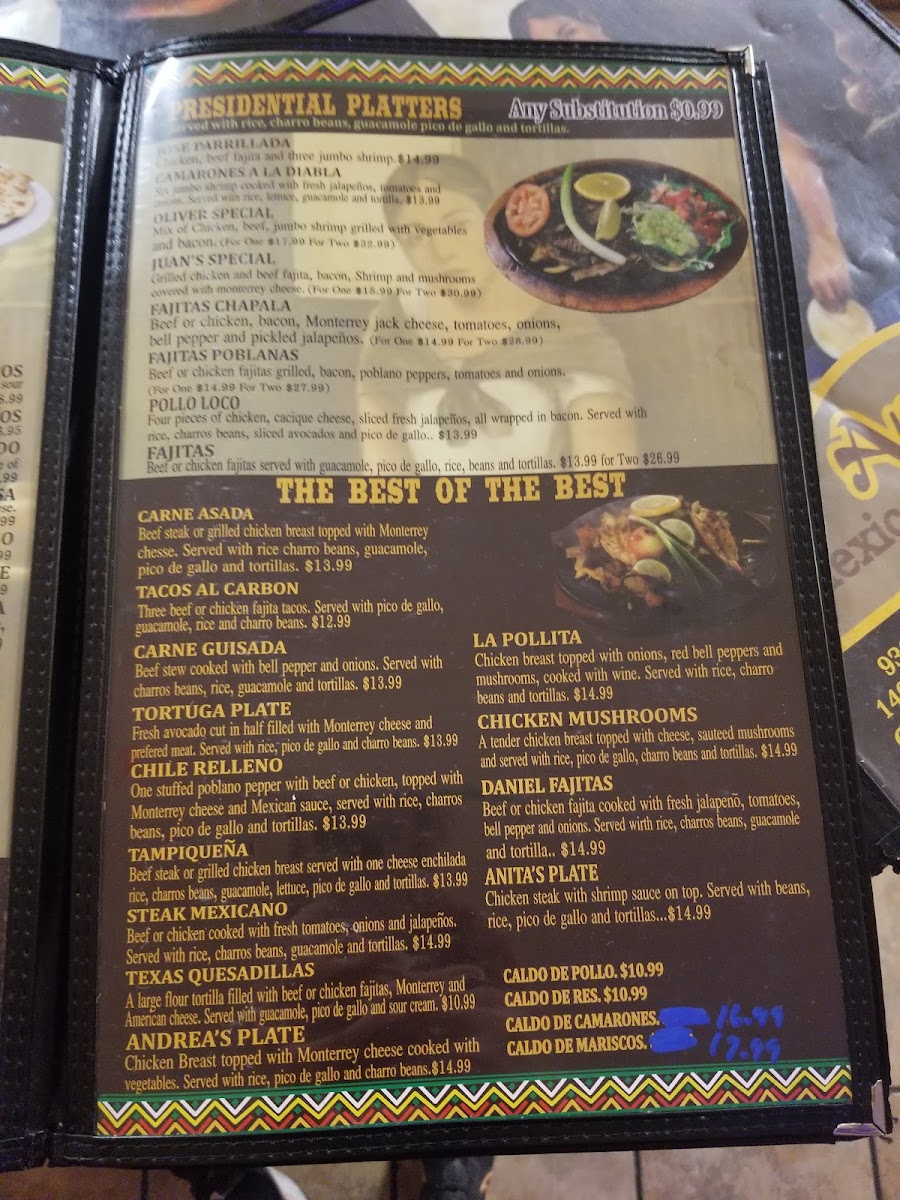 PRESIDENTIAL PLATTERS
Any Substitution $0.99
Served with rice, charro beans, guacamole pico de gallo and tortillas.
JOSE PARRILLADA
Chicken, beef fajita and three jumbo shrimp.$14.99
CAMARONES A LA DIABLA
Six jumbo shrimp cooked with fresh jalapeños, tomatoes and
onions. Served with rice, lettuce, guacamole and tortilla. $13.99
OLIVER SPECIAL
Mix of Chicken, beef, jumbo shrimp grilled with vegetables
and bacon. (For One $17.99 For Two $32.99)
JUAN'S SPECIAL
Grilled chicken and beef fajita, bacon, Shrimp and mushrooms
covered with monterrey cheese. (For One $15.99 For Two $30.99)
FAJITAS CHAPALA
Beef or chicken, bacon, Monterrey jack cheese, tomatoes, onions,
bell pepper and pickled jalapeños. (For One $14.99 For Two $28.99)
FAJITAS POBLANAS
Beef or chicken fajitas grilled, bacon, poblano peppers, tomatoes and onions.
(For One $14.99 For Two $27.99)
POLLO LOCO
Four pieces of chicken, cacique cheese, sliced fresh jalapeños, all wrapped in bacon. Served with
rice, charros beans, sliced avocados and pico de gallo.. $13.99
FAJITAS
Beef or chicken fajitas served with guacamole, pico de gallo, rice, beans and tortillas. $13.99 for Two $26.99
THE BEST OF THE BEST
CARNE ASADA
Beef steak or grilled chicken breast topped with Monterrey
chesse. Served with rice charro beans, guacamole,
pico de gallo and tortillas. $13.99
TACOS AL CARBON
Three beef or chicken fajita tacos. Served with pico de gallo,
guacamole, rice and charro beans. $12.99
CARNE GUISADA
Beef stew cooked with bell pepper and onions. Served with
charros beans, rice, guacamole and tortillas. $13.99
TORTUGA PLATE
Fresh avocado cut in half filled with Monterrey cheese and
prefered meat. Served with rice, pico de gallo and charro beans. $13.99
CHILE RELLENO
One stuffed poblano pepper with beef or chicken, topped with
Monterrey cheese and Mexican sauce, served with rice, charros
beans, pico de gallo and tortillas. $13.99
TAMPIQUEÑA
Beef steak or grilled chicken breast served with one cheese enchilada
rice, charros beans, guacamole, lettuce, pico de gallo and tortillas. $13.99
STEAK MEXICANO
Beef or chicken cooked with fresh tomatoes, onions and jalapeños.
Served with rice, charros beans, guacamole and tortillas. $14.99
TEXAS QUESADILLAS
A large flour tortilla filled with beef or chicken fajitas, Monterrey and
American cheese. Served with guacamole, pico de gallo and sour cream. $10.99
ANDREA'S PLATE
Chicken Breast topped with Monterrey cheese cooked with
vegetables. Served with rice, pico de gallo and charro beans.$14.99
LA POLLITA
Chicken breast topped with onions, red bell peppers and
mushrooms, cooked with wine. Served with rice, charro
beans and tortillas. $14.99
CHICKEN MUSHROOMS
A tender chicken breast topped with cheese, sauteed mushrooms
and served with rice, pico de gallo, charro beans and tortillas. $14.99
DANIEL FAJITAS
Beef or chicken fajita cooked with fresh jalapenõ, tomatoes,
bell pepper and onions. Served wirth rice, charros beans, guacamole
and tortilla.. $14.99
ANITA'S PLATE
Chicken steak with shrimp sauce on top. Served with beans,
rice, pico de gallo and tortillas...$14.99
CALDO DE POLLO. $10.99
CALDO DE RES. $10.99
CALDO DE CAMARONES. 16.99
CALDO DE MARISCOS. 17.99